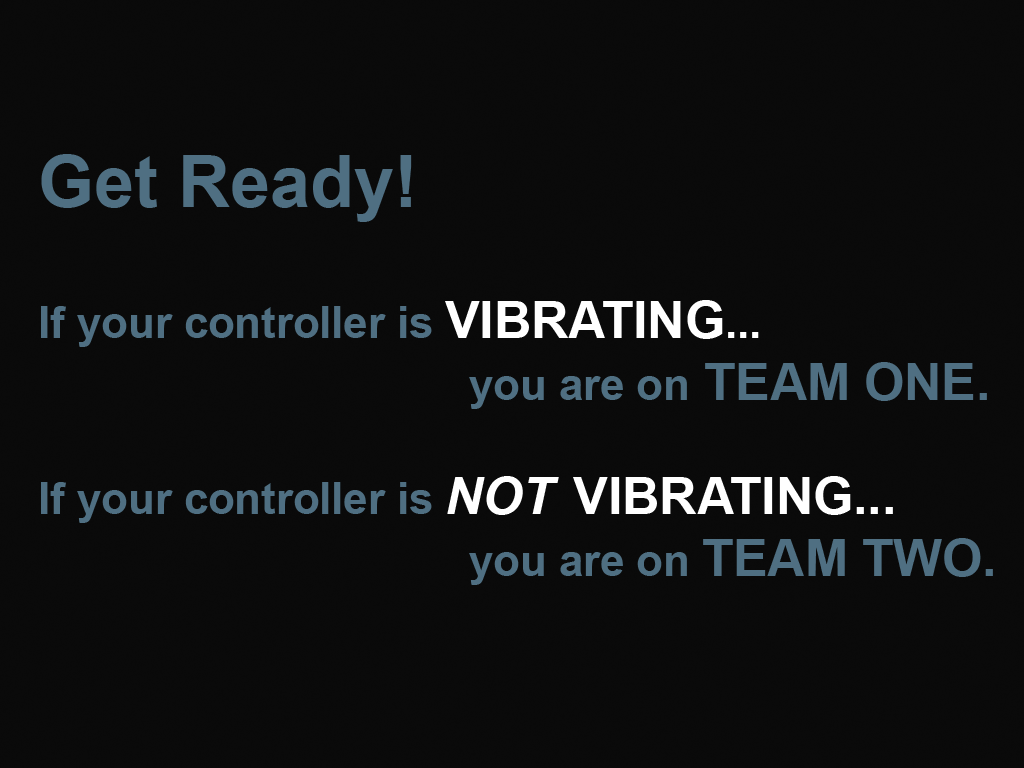 Get Ready!
If your controller is VIBRATING...
you are on TEAM ONE.
If your controller is NOT VIBRATING...
you are on TEAM TWO.